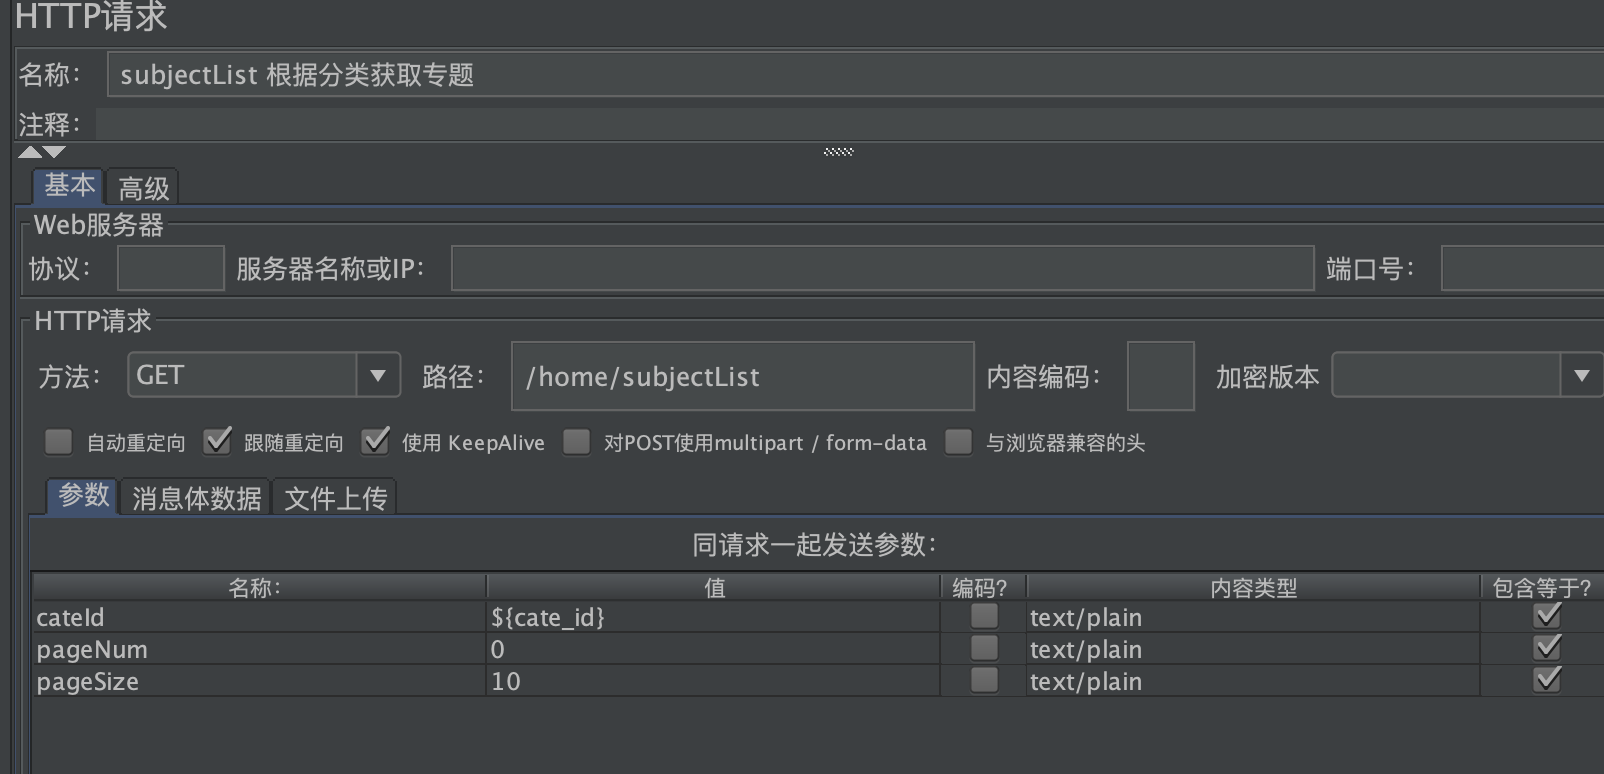 HTTP请求
名称： subjectList 根据分类获取专题
注释：
基本 高级
Web服务器
协议： 服务器名称或IP： 端口号：
HTTP请求
方法： GET 路径： /home/subjectList 内容编码： 加密版本
自动重定向 跟随重定向 使用 KeepAlive 对POST使用multipart / form-data 与浏览器兼容的头
参数 消息体数据 文件上传
同请求一起发送参数：
名称： 值 编码? 内容类型 包含等于?
cateId ${cate_id} text/plain
pageNum 0 text/plain
pageSize 10 text/plain